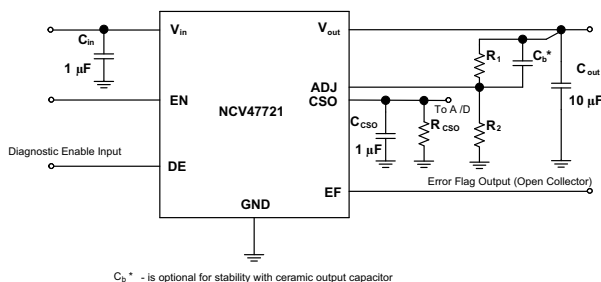 Vin
Vout
Cin
1 µF
R1
Cb*
Cout
10 µF
ADJ
EN
NCV47721
CSO
To A /D
CCSO
1 µF
RCSO
R2
Diagnostic Enable Input
DE
Error Flag Output (Open Collector)
EF
GND
Cb* - is optional for stability with ceramic output capacitor